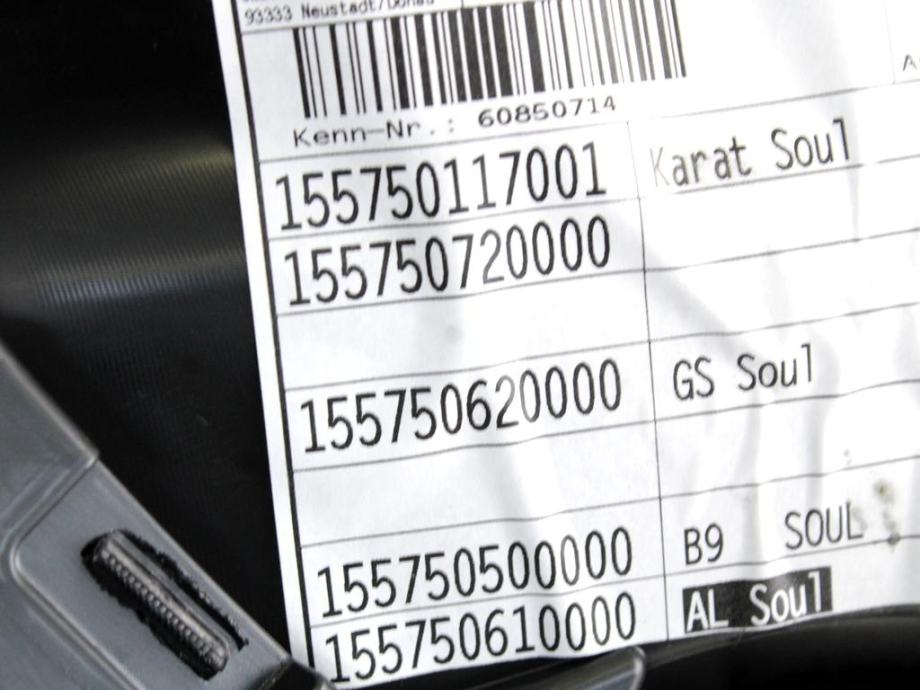 93333 Neustadt/Donau
Kenn-Nr.: 60850714
155750117001 Karat Soul
155750720000
155750620000 GS Soul
155750500000 B9 SOUL
155750610000 AL Soul